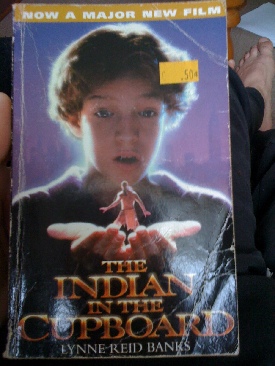 NOW A MAJOR NEW FILM
.50¢
THE
INDIAN
IN THE
CUPBOARD
LYNNE REID BANKS